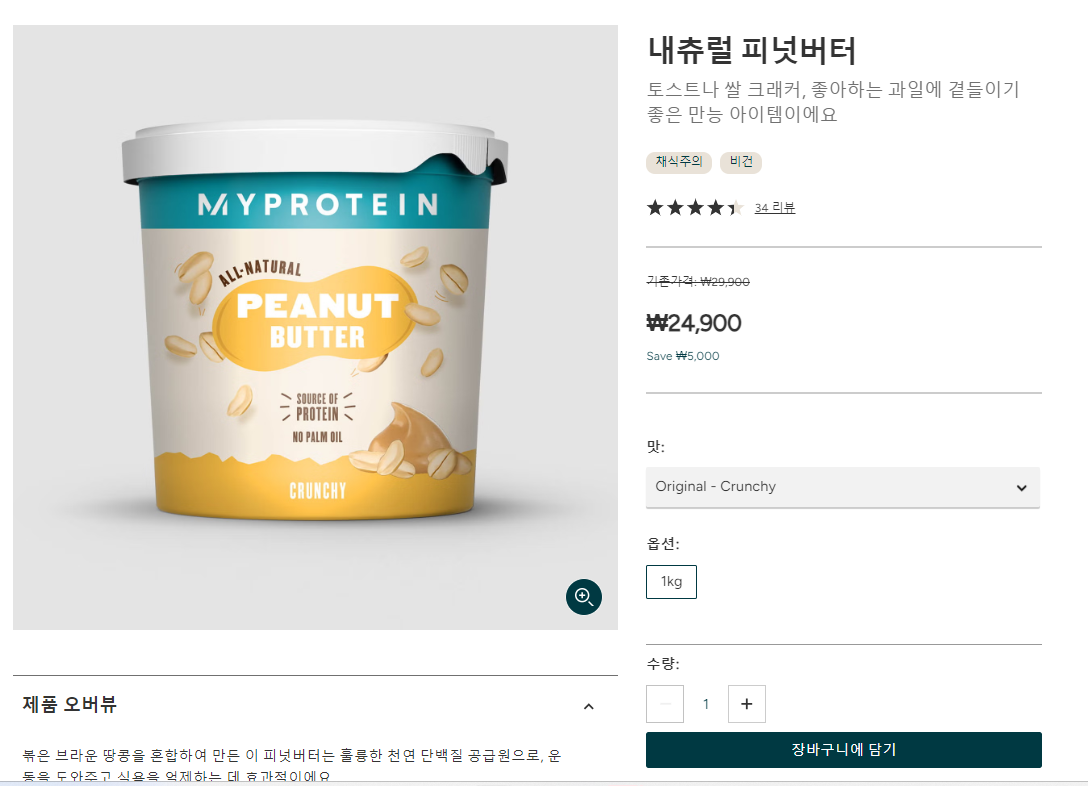 내츄럴 피넛버터
토스트나 쌀 크래커, 좋아하는 과일에 곁들이기
좋은 만능 아이템이에요
채식주의 비건
34 리뷰
기존가격: ₩29,900
₩24,900
Save ₩5,000
맛:
Original - Crunchy
옵션:
1kg
수량:
1 +
장바구니에 담기
MYPROTEIN
ALL-NATURAL
PEANUT
BUTTER
SOURCE OF
PROTEIN
NO PALM OIL
CRUNCHY
제품 오버뷰
볶은 브라운 땅콩을 혼합하여 만든 이 피넛버터는 훌륭한 천연 단백질 공급원으로, 운
동을 도와주고 식욕을 억제하는 데 효과적이에요